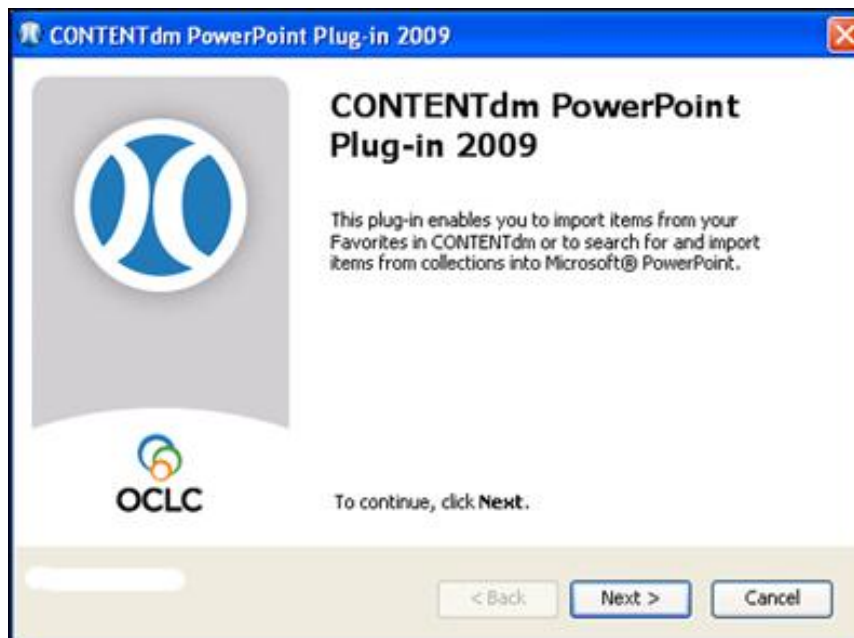 CONTENTdm PowerPoint Plug-in 2009
CONTENTdm PowerPoint
Plug-in 2009
This plug-in enables you to import items from your
Favorites in CONTENTdm or to search for and import
items from collections into Microsoft® PowerPoint.
OCLC
To continue, click Next.
< Back
Next >
Cancel